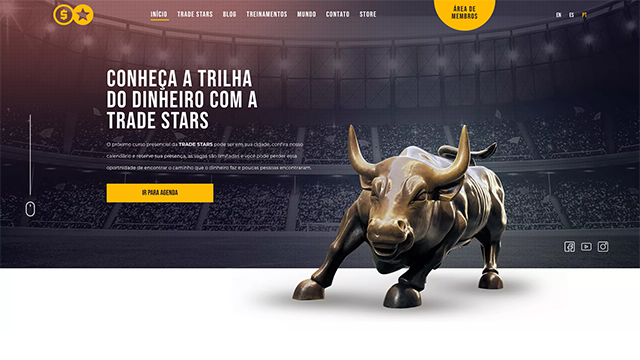 INÍCIO TRADE STARS BLOG TREINAMENTOS MUNDO CONTATO STORE
ÁREA DE
MEMBROS
EN ES PT
CONHEÇA A TRILHA
DO DINHEIRO COM A
TRADE STARS
O próximo curso presencial da TRADE STARS pode ser em sua cidade, confira nosso
calendário e reserve sua presença, as vagas são limitadas e você pode perder essa
oportnidade de encontrar o caminho que o dinheiro faz e poucas pessoas encontraram.
IR PARA AGENDA